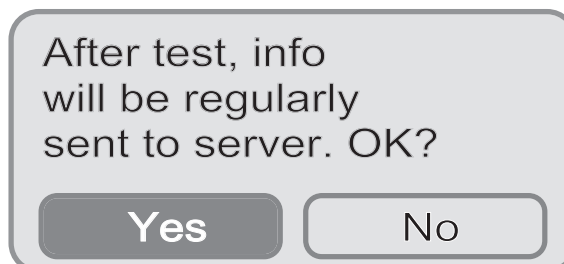 After test, info
will be regularly
sent to server. OK?
Yes
No